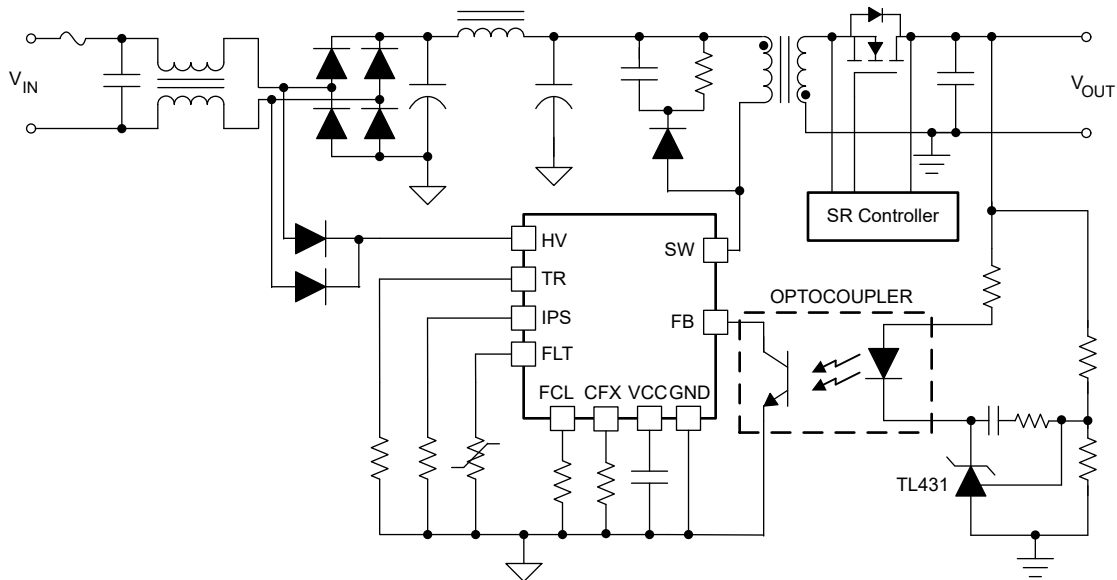 VIN
VOUT
SR Controller
HV
SW
TR
OPTOCOUPLER
IPS
FB
FLT
FCL
CFX
VCC
GND
TL431